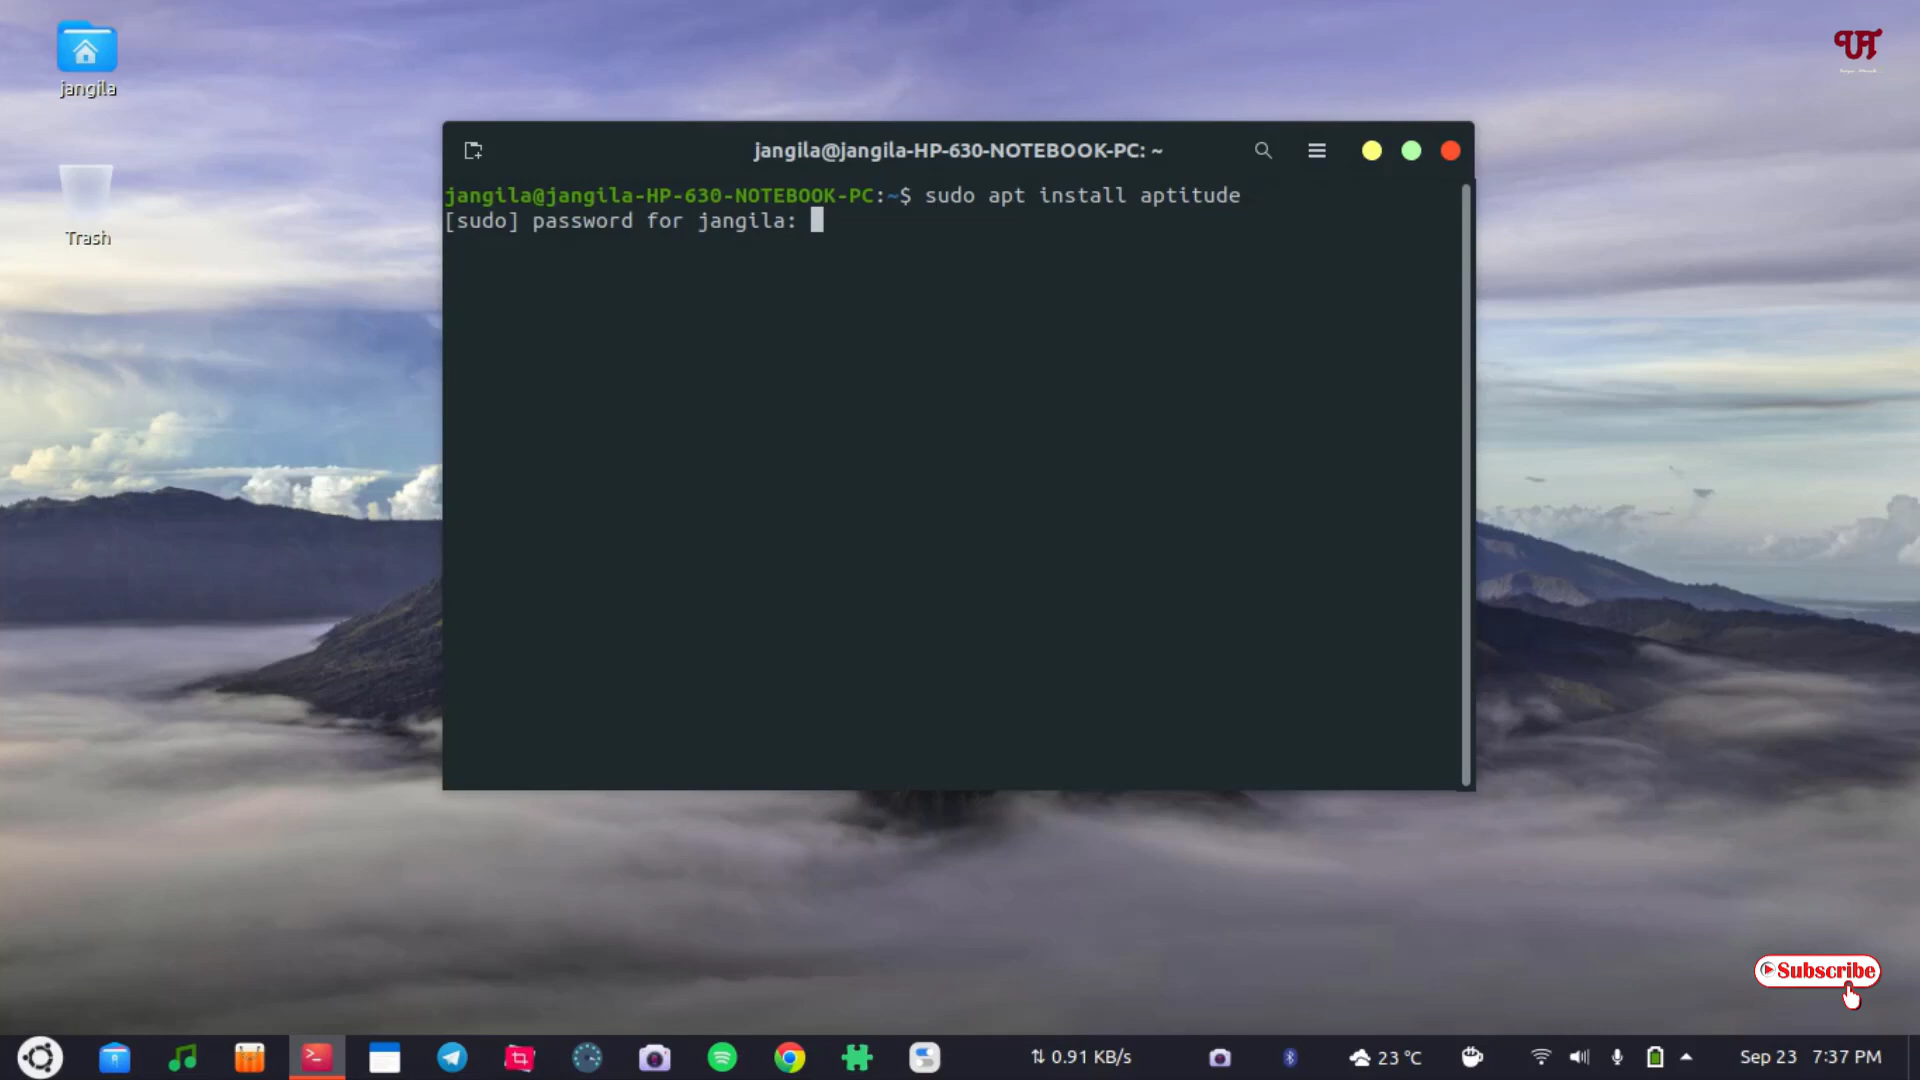 jangila
Trash
jangila@jangila-HP-630-NOTEBOOK-PC: ~
jangila@jangila-HP-630-NOTEBOOK-PC:~$ sudo apt install aptitude
[sudo] password for jangila:
Subscribe
⇅ 0.91 KB/s
23 °C
Sep 23 7:37 PM